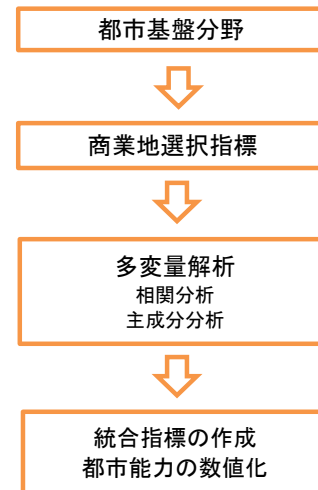 都市基盤分野
商業地選択指標
多変量解析
相関分析
主成分分析
統合指標の作成
都市能力の数値化